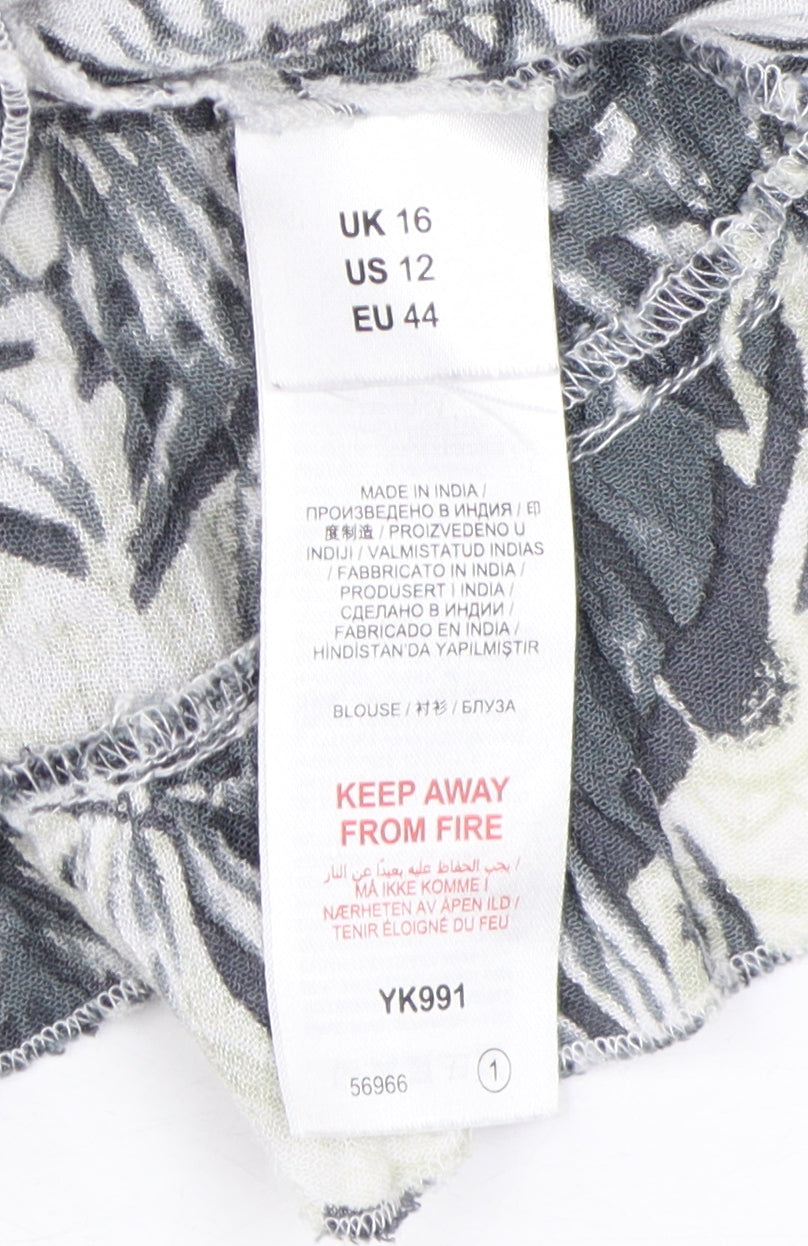 UK 16
US 12
EU 44
MADE IN INDIA /
ПРОИЗВЕДЕНО В ИНДИЯ / 印
度制造 / PROIZVEDENO U
INDIJI / VALMISTATUD INDIAS
/ FABBRICATO IN INDIA /
PRODUSERT I INDIA /
СДЕЛАНО В ИНДИИ /
FABRICADO EN INDIA /
HİNDİSTAN'DA YAPILMIŞTIR
BLOUSE / 衬衫 / БЛУЗА
KEEP AWAY
FROM FIRE
يجب الحفاظ عليه بعيدًا عن النار /
MÅ IKKE KOMME I
NÆRHETEN AV ÅPEN ILD /
TENIR ÉLOIGNÉ DU FEU
YK991
56966 1